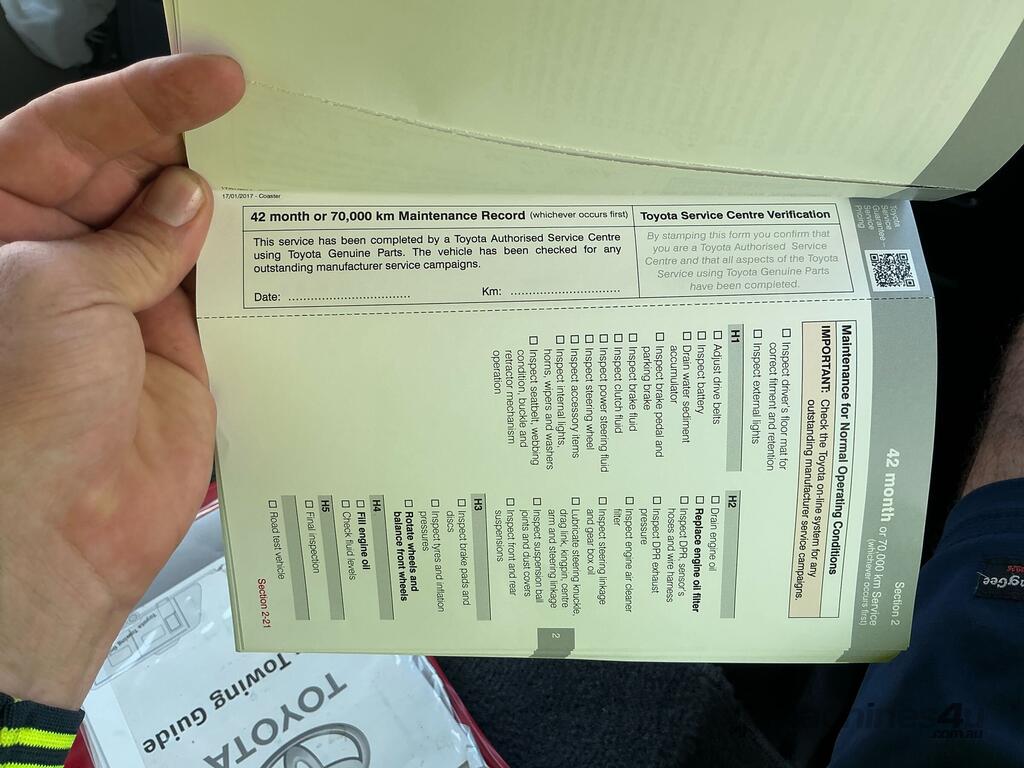 17/01/2017 - Coaster
42 month or 70,000 km Maintenance Record (whichever occurs first)
This service has been completed by a Toyota Authorised Service Centre
using Toyota Genuine Parts. The vehicle has been checked for any
outstanding manufacturer service campaigns.
Date: ................................
Km: .............................
Toyota Service Centre Verification
By stamping this form you confirm that
you are a Toyota Authorised Service
Centre and that all aspects of the Toyota
Service using Toyota Genuine Parts
have been completed.
Toyota
Service
Guarantee -
Service
Pricing
Section 2
42 month or 70,000 km Service
(whichever occurs first)
Maintenance for Normal Operating Conditions
IMPORTANT: Check the Toyota on-line system for any
outstanding manufacturer service campaigns.
☐ Inspect driver's floor mat for
correct fitment and retention
☐ Inspect external lights
H1
☐ Adjust drive belts
☐ Inspect battery
☐ Drain water sediment
accumulator
☐ Inspect brake pedal and
parking brake
☐ Inspect brake fluid
☐ Inspect clutch fluid
☐ Inspect power steering fluid
☐ Inspect steering wheel
☐ Inspect accessory items
☐ Inspect internal lights,
horns, wipers and washers
☐ Inspect seatbelt, webbing
condition, buckle and
retractor mechanism
operation
H2
☐ Drain engine oil
☐ Replace engine oil filter
☐ Inspect DPR, sensor's
hoses and wire harness
☐ Inspect DPR exhaust
pressure
☐ Inspect engine air cleaner
filter
☐ Inspect steering linkage
and gear box oil
☐ Lubricate steering knuckle,
drag link, kingpin, centre
arm and steering linkage
☐ Inspect suspension ball
joints and dust covers
☐ Inspect front and rear
suspensions
H3
☐ Inspect brake pads and
discs
☐ Inspect tyres and inflation
pressures
☐ Rotate wheels and
balance front wheels
H4
☐ Fill engine oil
☐ Check fluid levels
H5
☐ Final inspection
☐ Road test vehicle
2
Section 2-21
Towing Guide
TOYOTA
machines4u
.com.au